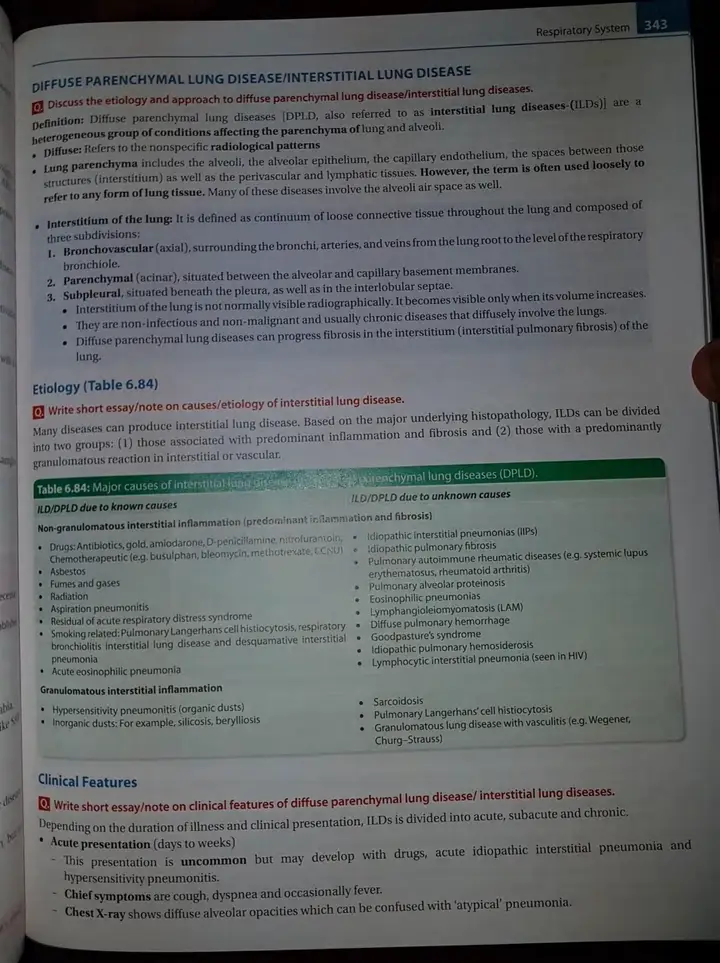 Respiratory System 343
DIFFUSE PARENCHYMAL LUNG DISEASE/INTERSTITIAL LUNG DISEASE
Q. Discuss the etiology and approach to diffuse parenchymal lung disease/interstitial lung diseases.
Definition: Diffuse parenchymal lung diseases [DPLD, also referred to as interstitial lung diseases-(ILDs)] are a
heterogeneous group of conditions affecting the parenchyma of lung and alveoli.
• Diffuse: Refers to the nonspecific radiological patterns
• Lung parenchyma includes the alveoli, the alveolar epithelium, the capillary endothelium, the spaces between those
structures (interstitium) as well as the perivascular and lymphatic tissues. However, the term is often used loosely to
refer to any form of lung tissue. Many of these diseases involve the alveoli air space as well.
• Interstitium of the lung: It is defined as continuum of loose connective tissue throughout the lung and composed of
three subdivisions:
1. Bronchovascular (axial), surrounding the bronchi, arteries, and veins from the lung root to the level of the respiratory
bronchiole.
2. Parenchymal (acinar), situated between the alveolar and capillary basement membranes.
3. Subpleural, situated beneath the pleura, as well as in the interlobular septae.
• Interstitium of the lung is not normally visible radiographically. It becomes visible only when its volume increases.
• They are non-infectious and non-malignant and usually chronic diseases that diffusely involve the lungs.
• Diffuse parenchymal lung diseases can progress fibrosis in the interstitium (interstitial pulmonary fibrosis) of the
lung.
Etiology (Table 6.84)
Q. Write short essay/note on causes/etiology of interstitial lung disease.
Many diseases can produce interstitial lung disease. Based on the major underlying histopathology, ILDs can be divided
into two groups: (1) those associated with predominant inflammation and fibrosis and (2) those with a predominantly
granulomatous reaction in interstitial or vascular.
Table 6.84: Major causes of interstitial lung disease parenchymal lung diseases (DPLD).
ILD/DPLD due to known causes
ILD/DPLD due to unknown causes
Non-granulomatous interstitial inflammation (predominant inflammation and fibrosis)
• Drugs: Antibiotics, gold, amiodarone, D-penicillamine, nitrofurantoin,
Chemotherapeutic (e.g. busulphan, bleomycin, methotrexate, CCNU)
• Asbestos
• Fumes and gases
• Radiation
• Aspiration pneumonitis
• Residual of acute respiratory distress syndrome
• Smoking related: Pulmonary Langerhans cell histiocytosis, respiratory
bronchiolitis interstitial lung disease and desquamative interstitial
pneumonia
• Acute eosinophilic pneumonia
• Idiopathic interstitial pneumonias (IIPs)
• Idiopathic pulmonary fibrosis
• Pulmonary autoimmune rheumatic diseases (e.g. systemic lupus
erythematosus, rheumatoid arthritis)
• Pulmonary alveolar proteinosis
• Eosinophilic pneumonias
• Lymphangioleiomyomatosis (LAM)
• Diffuse pulmonary hemorrhage
• Goodpasture's syndrome
• Idiopathic pulmonary hemosiderosis
• Lymphocytic interstitial pneumonia (seen in HIV)
Granulomatous interstitial inflammation
• Hypersensitivity pneumonitis (organic dusts)
• Inorganic dusts: For example, silicosis, berylliosis
• Sarcoidosis
• Pulmonary Langerhans' cell histiocytosis
• Granulomatous lung disease with vasculitis (e.g. Wegener,
Churg–Strauss)
Clinical Features
Q. Write short essay/note on clinical features of diffuse parenchymal lung disease/ interstitial lung diseases.
Depending on the duration of illness and clinical presentation, ILDs is divided into acute, subacute and chronic.
• Acute presentation (days to weeks)
– This presentation is uncommon but may develop with drugs, acute idiopathic interstitial pneumonia and
hypersensitivity pneumonitis.
– Chief symptoms are cough, dyspnea and occasionally fever.
– Chest X-ray shows diffuse alveolar opacities which can be confused with 'atypical' pneumonia.